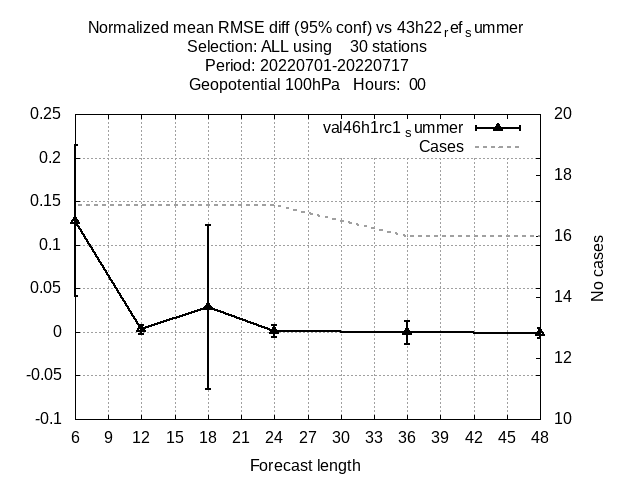 Normalized mean RMSE diff (95% conf) vs 43h22refsummer
Selection: ALL using 30 stations
Period: 20220701-20220717
Geopotential 100hPa Hours: 00
val46h1rc1summer
Cases
0.25
0.2
0.15
0.1
0.05
0
-0.05
-0.1
20
18
16
14
12
10
No cases
6 9 12 15 18 21 24 27 30 33 36 39 42 45 48
Forecast length